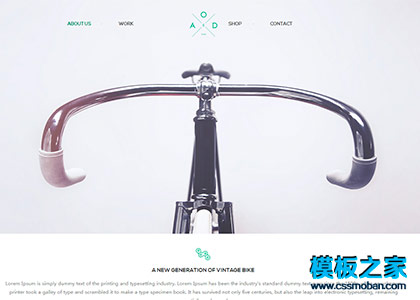 ABOUT US
WORK
A
O
D
SHOP
CONTACT
A NEW GENERATION OF VINTAGE BIKE
Lorem Ipsum is simply dummy text of the printing and typesetting industry. Lorem Ipsum has been the industry's standard dummy text
printer took a galley of type and scrambled it to make a type specimen book. It has survived not only five centuries, but also the leap into electronic typesetting, remaining
模板之家
www.cssmoban.com